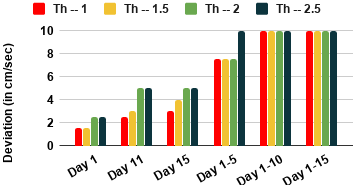 Th -- 1 Th -- 1.5 Th -- 2 Th -- 2.5
Deviation (in cm/sec)
10
8
6
4
2
0
Day 1 Day 11 Day 15 Day 1-5 Day 1-10 Day 1-15